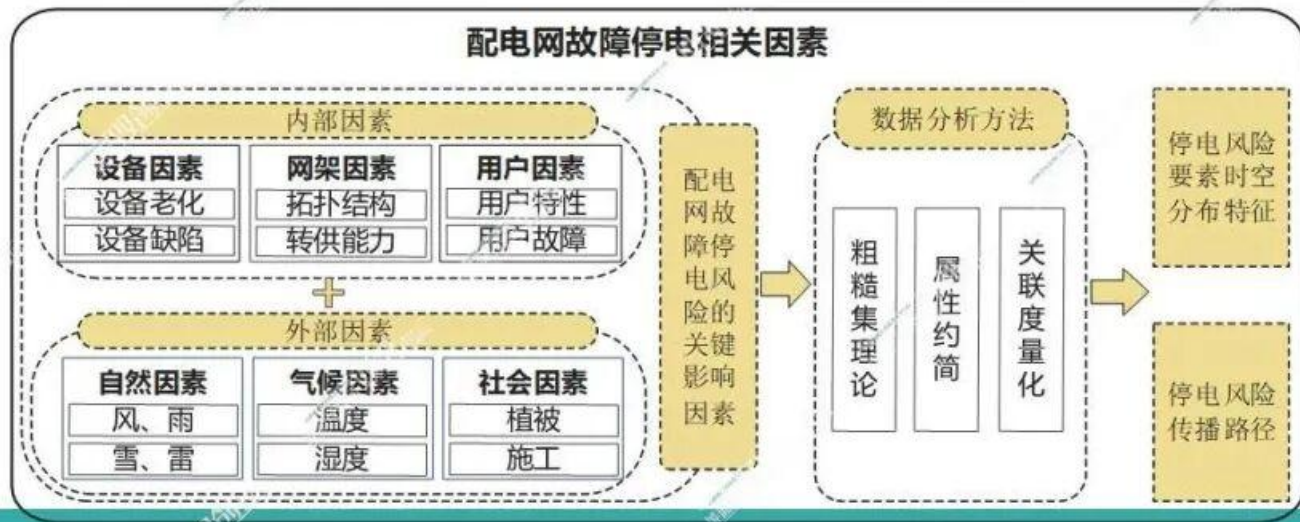 配电网故障停电相关因素
内部因素
设备因素
设备老化
设备缺陷
网架因素
拓扑结构
转供能力
用户因素
用户特性
用户故障
外部因素
自然因素
风、雨
雪、雷
气候因素
温度
湿度
社会因素
植被
施工
配电
网故
障停
电风
险的
关键
影响
因素
数据分析方法
粗糙集理论
属性约简
关联度量化
停电风险
要素时空
分布特征
停电风险
传播路径